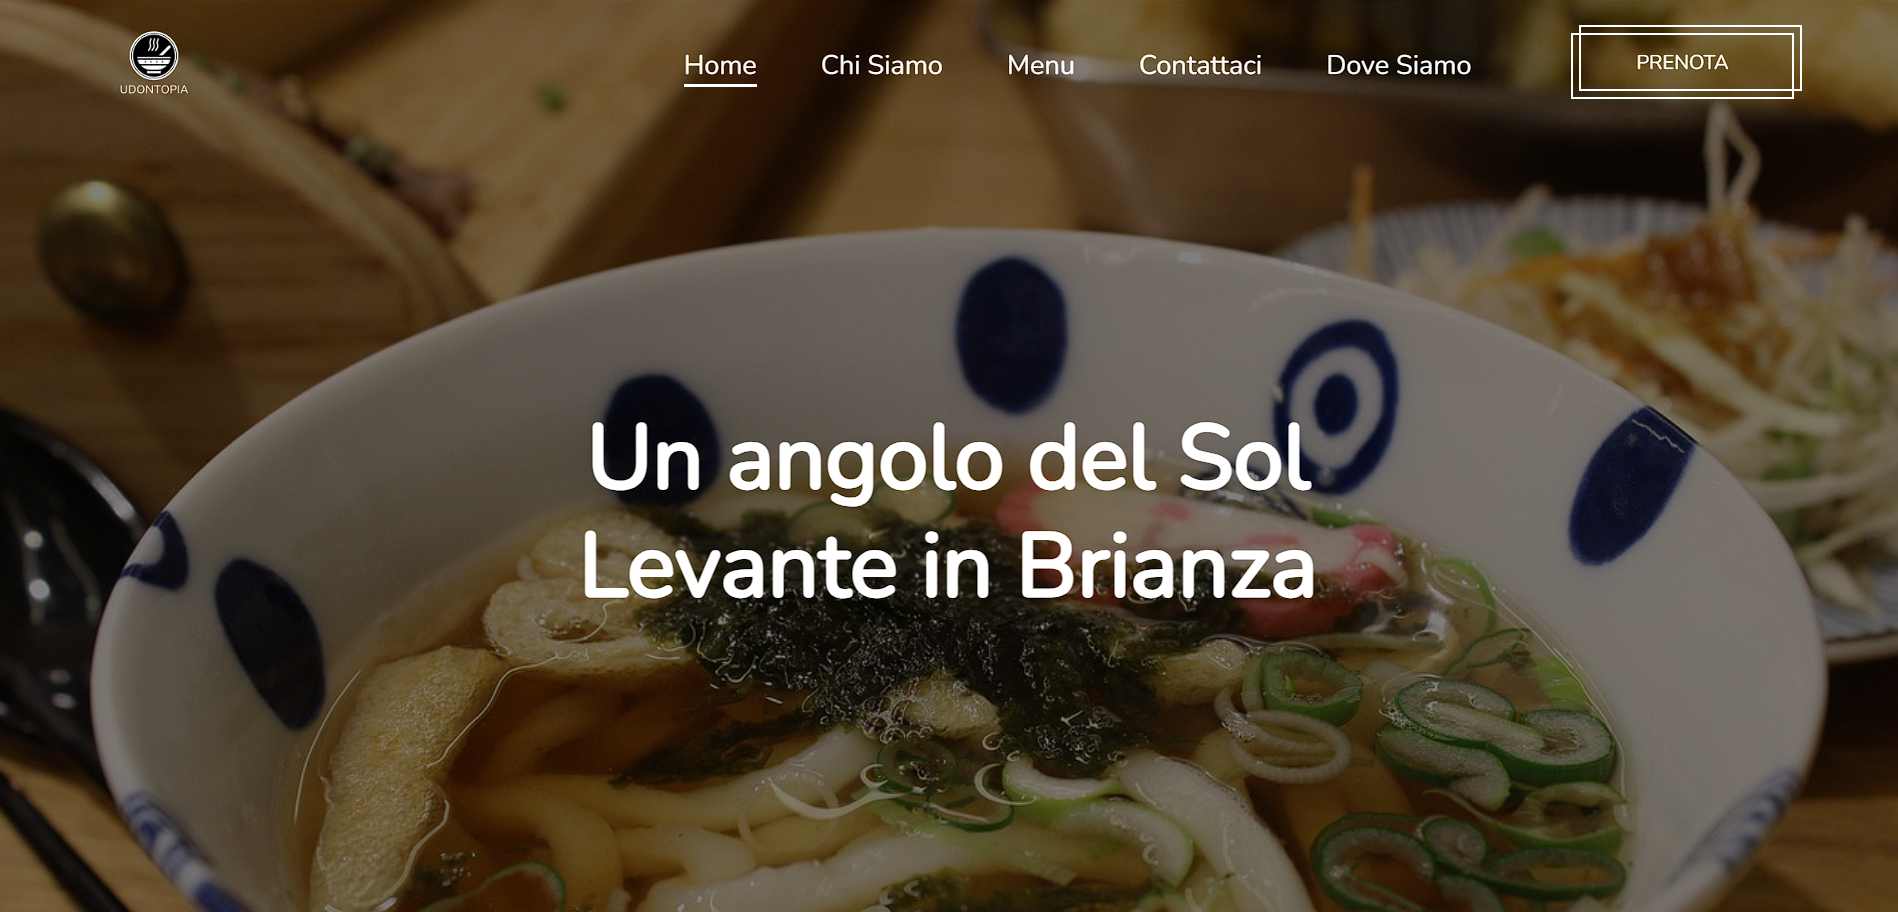 UDONTOPIA
Home
Chi Siamo
Menu
Contattaci
Dove Siamo
PRENOTA
Un angolo del Sol
Levante in Brianza